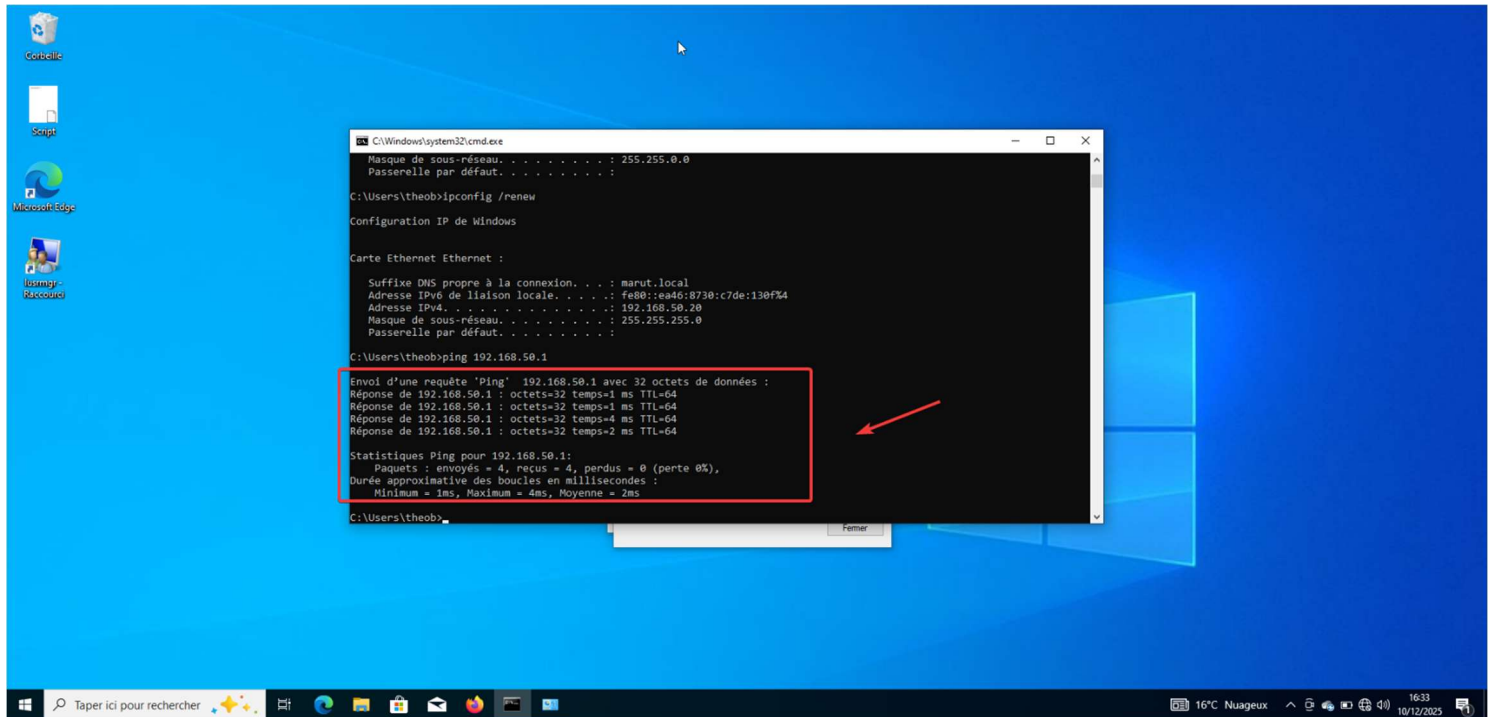 Corbeille
Script
Microsoft Edge
lusrmgr -
Raccourci
C:\Windows\system32\cmd.exe
Masque de sous-réseau. . . . . . . . . : 255.255.0.0
Passerelle par défaut. . . . . . . . . :
C:\Users\theob>ipconfig /renew
Configuration IP de Windows
Carte Ethernet Ethernet :
Suffixe DNS propre à la connexion. . . : marut.local
Adresse IPv6 de liaison locale. . . . .: fe80::ea46:8730:c7de:130f%4
Adresse IPv4. . . . . . . . . . . . . .: 192.168.50.20
Masque de sous-réseau. . . . . . . . . : 255.255.255.0
Passerelle par défaut. . . . . . . . . :
C:\Users\theob>ping 192.168.50.1
Envoi d’une requête 'Ping'  192.168.50.1 avec 32 octets de données :
Réponse de 192.168.50.1 : octets=32 temps=1 ms TTL=64
Réponse de 192.168.50.1 : octets=32 temps=1 ms TTL=64
Réponse de 192.168.50.1 : octets=32 temps=4 ms TTL=64
Réponse de 192.168.50.1 : octets=32 temps=2 ms TTL=64
Statistiques Ping pour 192.168.50.1:
Paquets : envoyés = 4, reçus = 4, perdus = 0 (perte 0%),
Durée approximative des boucles en millisecondes :
Minimum = 1ms, Maximum = 4ms, Moyenne = 2ms
C:\Users\theob>
Fermer
Taper ici pour rechercher
16°C Nuageux
16:33
10/12/2025